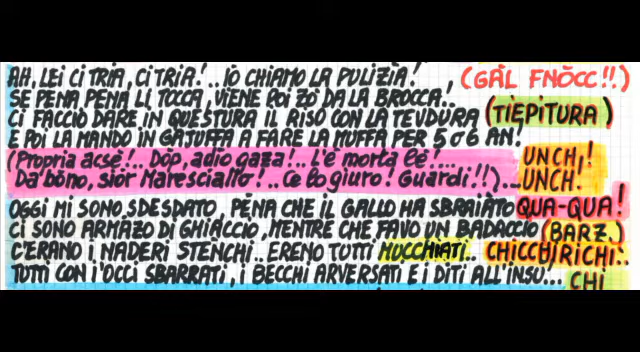 AH, LEI CI TRIA, CI TRIA!.. IO CHIAMO LA PULIZIA! (GÀL FNÒCC!!)
SE PENA PENA LI TOCCA, VIENE POI ZÒ DA LA BROCCA..
CI FACCIO DARE IN QUESTURA IL RISO CON LA TEVDURA (TIEPITURA)
E POI LA MANDO IN GATUFFA A FARE LA MUFFA PER 5 O 6 AN!
(Propria acsè!.. Dòp, adio gaza!.. L'è morta lè!... UNCH,!
Da bòno, siòr Maresciallo!.. Ce lo giuro! Guardi!!)... UNCH.
OGGI MI SONO SDESDATO, PENA CHE IL GALLO HA SBRAIATO QUA-QUA!
CI SONO ARMAZO DI GHIACCIO, MENTRE CHE FAVO UN BADACCIO (BARZ.)
C'ERANO I NADERI STENCHI.. ERENO TUTTI MUCCHIATI.. CHICCHIRICHI..
TUTTI CON I OCCI SBARRATI, I BECCHI ARVERSATI E I DITI ALL'INSU... CHI